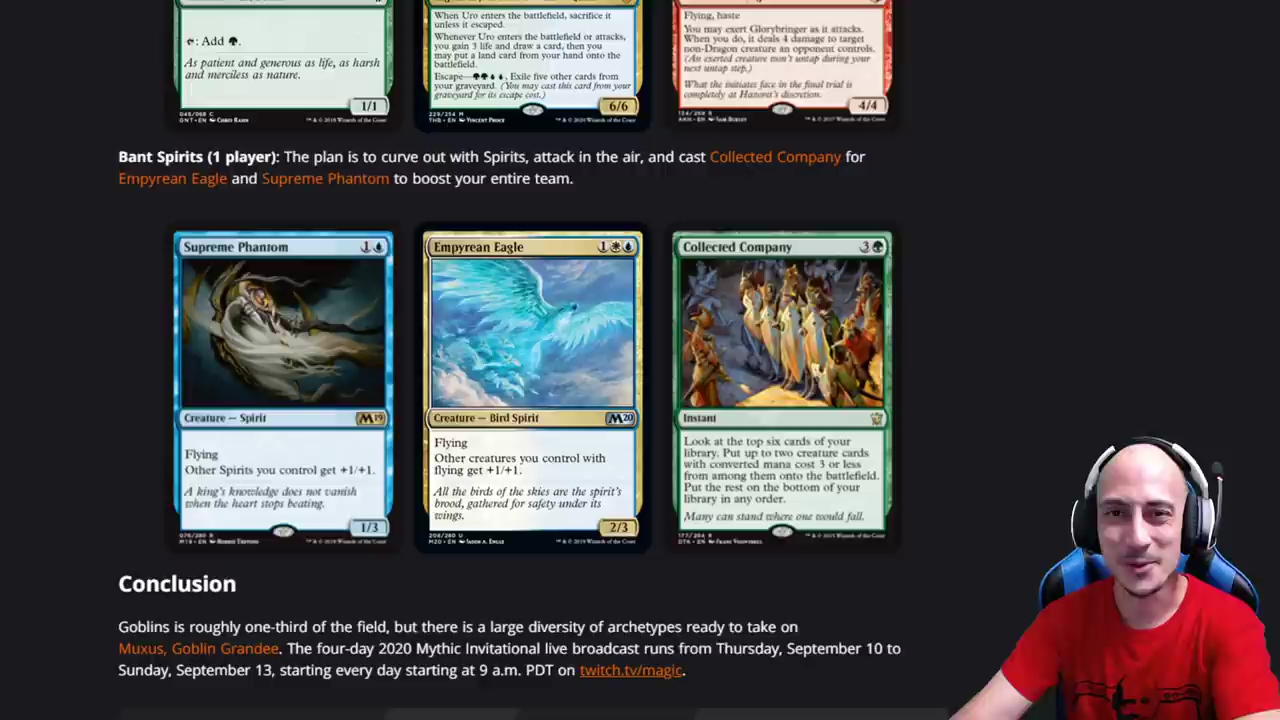 When Uro enters the battlefield, sacrifice it
unless it escaped.
Whenever Uro enters the battlefield or attacks,
you gain 3 life and draw a card, then you
may put a land card from your hand onto the
battlefield.
Escape—, Exile five other cards from
your graveyard. (You may cast this card from your
graveyard for its escape cost.)
6/6
: Add .
As patient and generous as life, as harsh
and merciless as nature.
1/1
Flying, haste
You may exert Glorybringer as it attacks.
When you do, it deals 4 damage to target
non-Dragon creature an opponent controls.
(An exerted creature won't untap during your
next untap step.)
What the initiates face in the final trial is
completely at Hazoret's discretion.
4/4
Bant Spirits (1 player): The plan is to curve out with Spirits, attack in the air, and cast Collected Company for
Empyrean Eagle and Supreme Phantom to boost your entire team.
Supreme Phantom 1
Creature — Spirit M19
Flying
Other Spirits you control get +1/+1.
A king's knowledge does not vanish
when the heart stops beating.
1/3
Empyrean Eagle 1
Creature — Bird Spirit M20
Flying
Other creatures you control with
flying get +1/+1.
All the birds of the skies are the spirit's
brood, gathered for safety under its
wings.
2/3
Collected Company 3
Instant
Look at the top six cards of your
library. Put up to two creature cards
with converted mana cost 3 or less
from among them onto the battlefield.
Put the rest on the bottom of your
library in any order.
Many can stand where one would fall.
Conclusion
Goblins is roughly one-third of the field, but there is a large diversity of archetypes ready to take on
Muxus, Goblin Grandee. The four-day 2020 Mythic Invitational live broadcast runs from Thursday, September 10 to
Sunday, September 13, starting every day starting at 9 a.m. PDT on twitch.tv/magic.